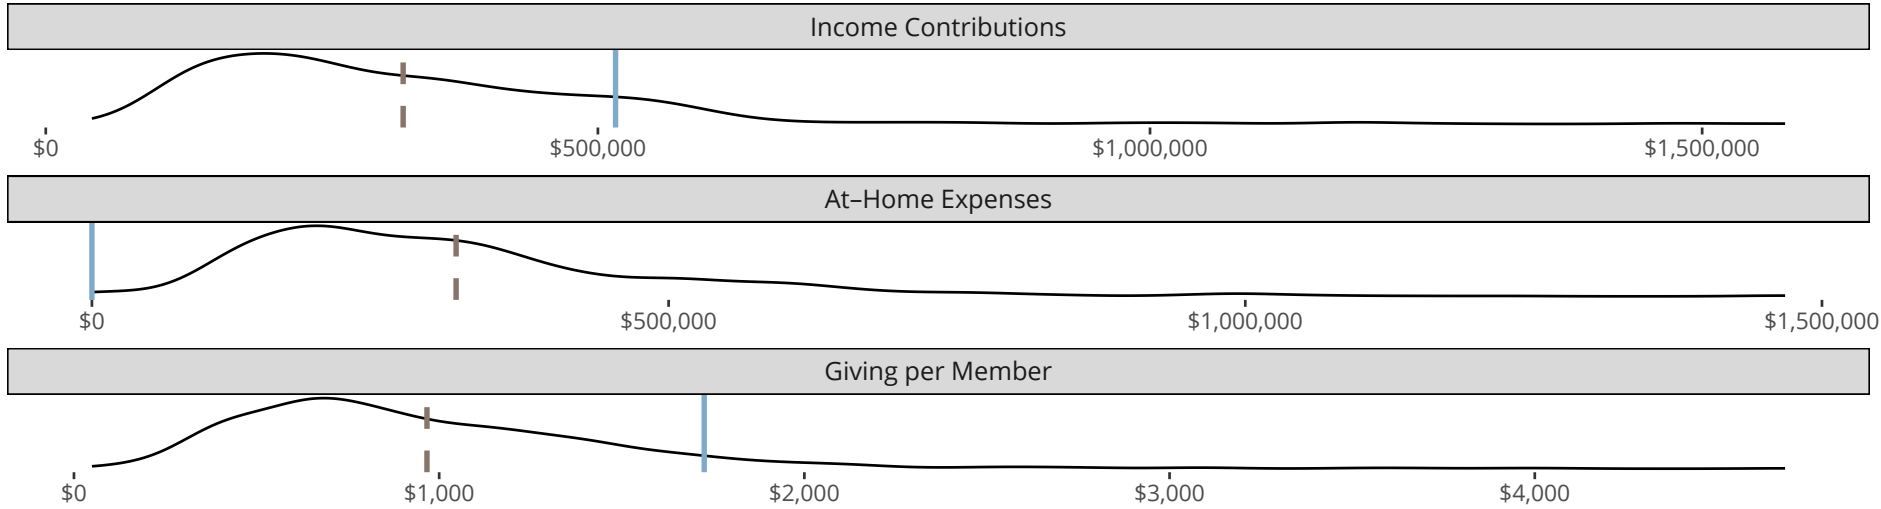 Income Contributions
$0 $500,000 $1,000,000 $1,500,000
At–Home Expenses
$0 $500,000 $1,000,000 $1,500,000
Giving per Member
$0 $1,000 $2,000 $3,000 $4,000